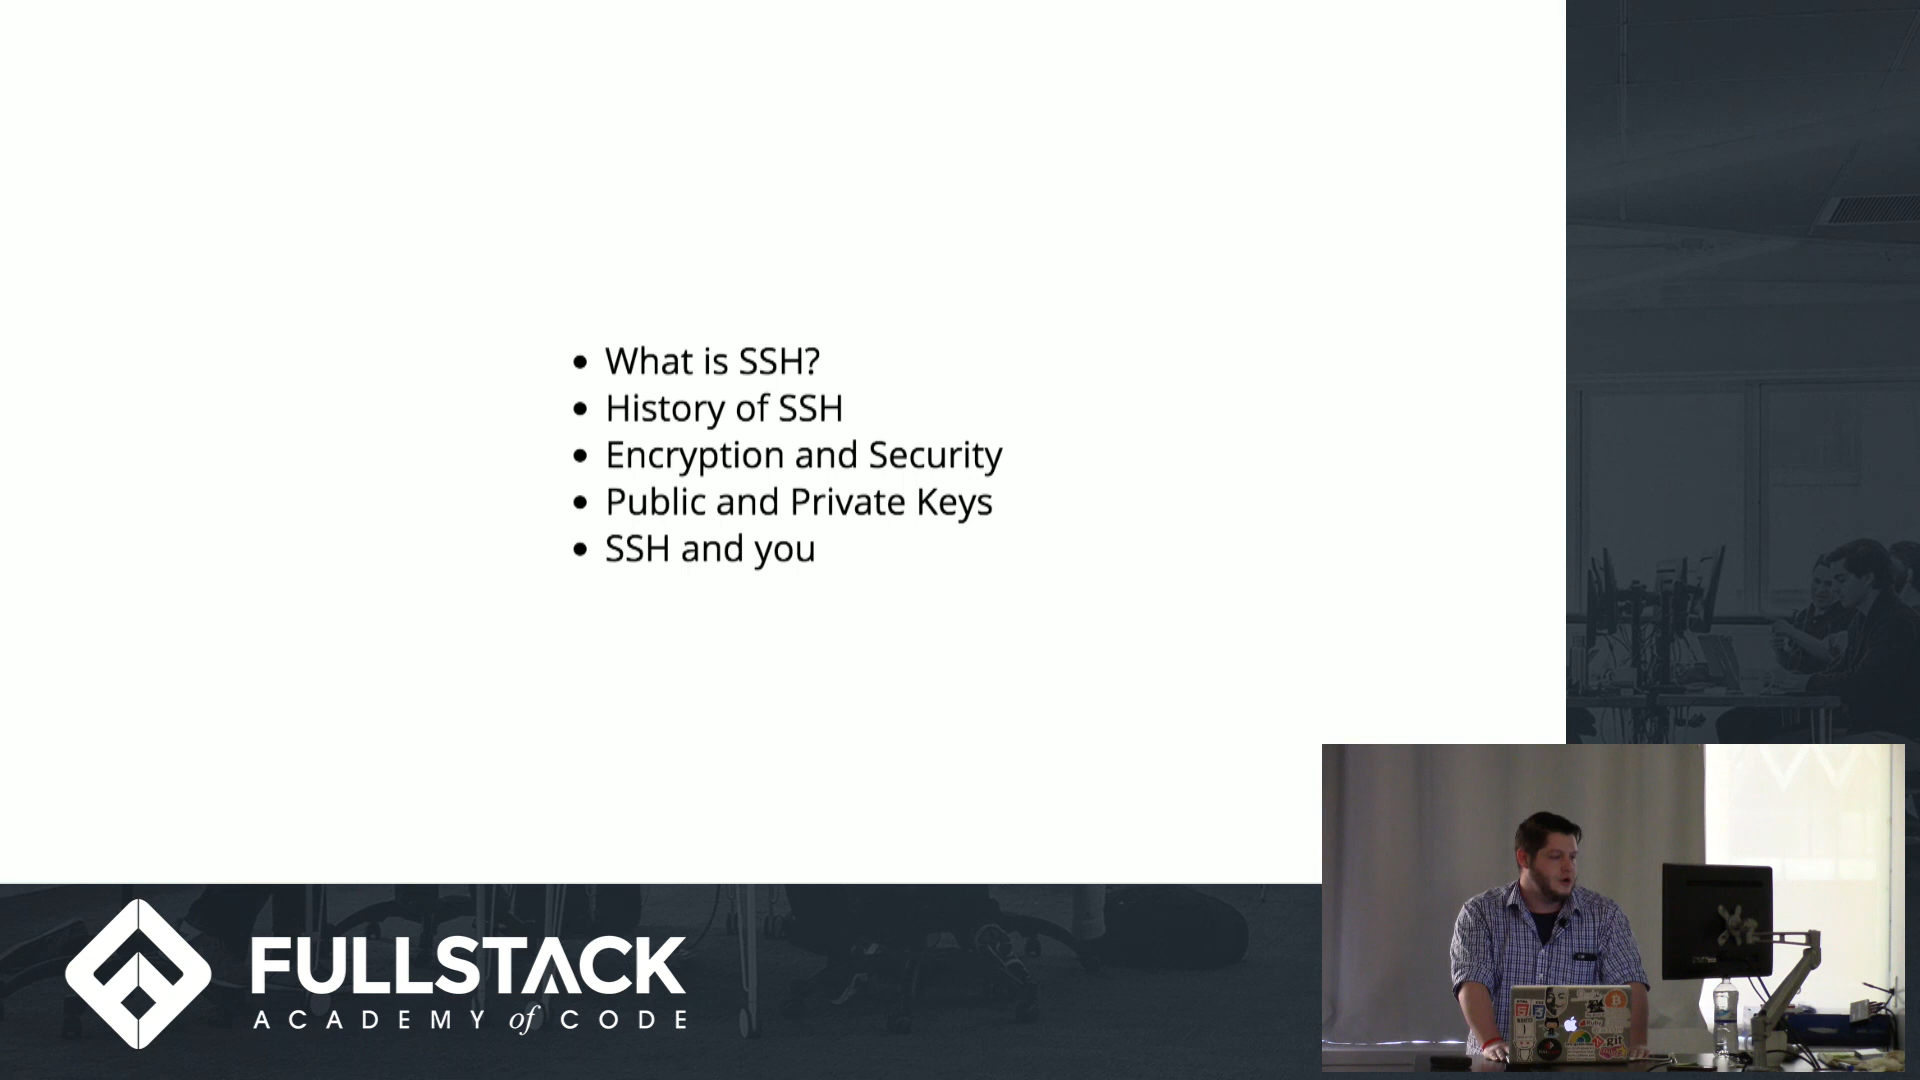 • What is SSH?
• History of SSH
• Encryption and Security
• Public and Private Keys
• SSH and you
FULLSTACK
ACADEMY of CODE
git